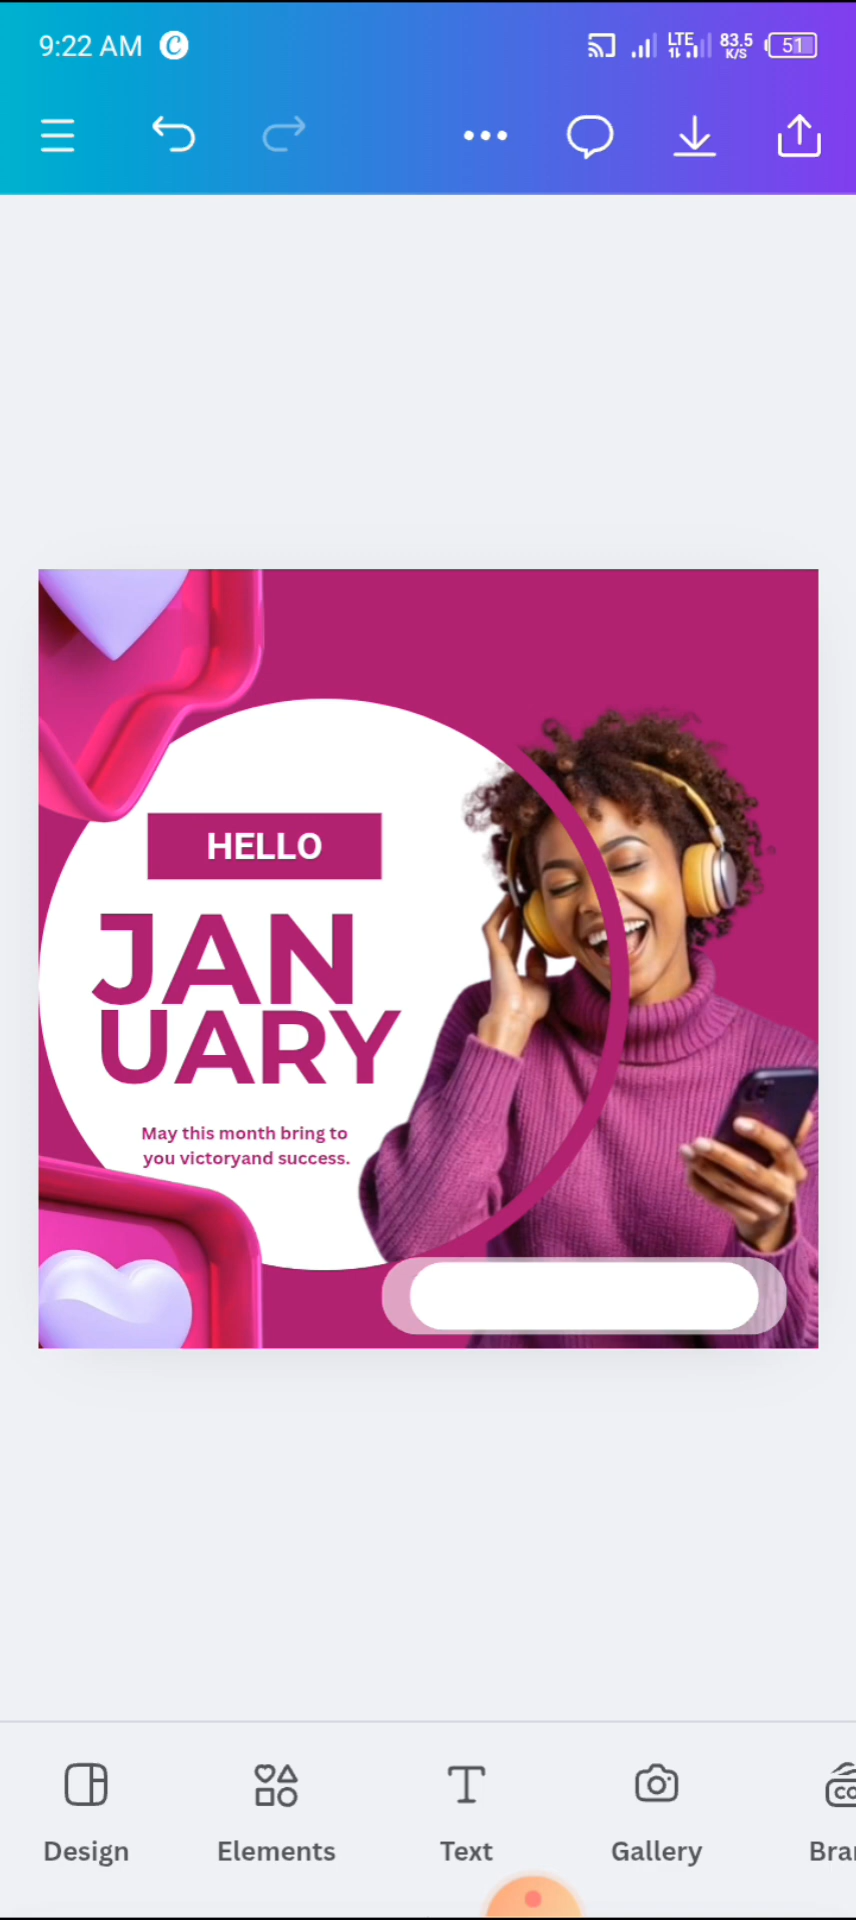 9:22 AM
LTE 83.5 K/S 51
HELLO
JAN
UARY
May this month bring to
you victoryand success.
Design Elements Text Gallery